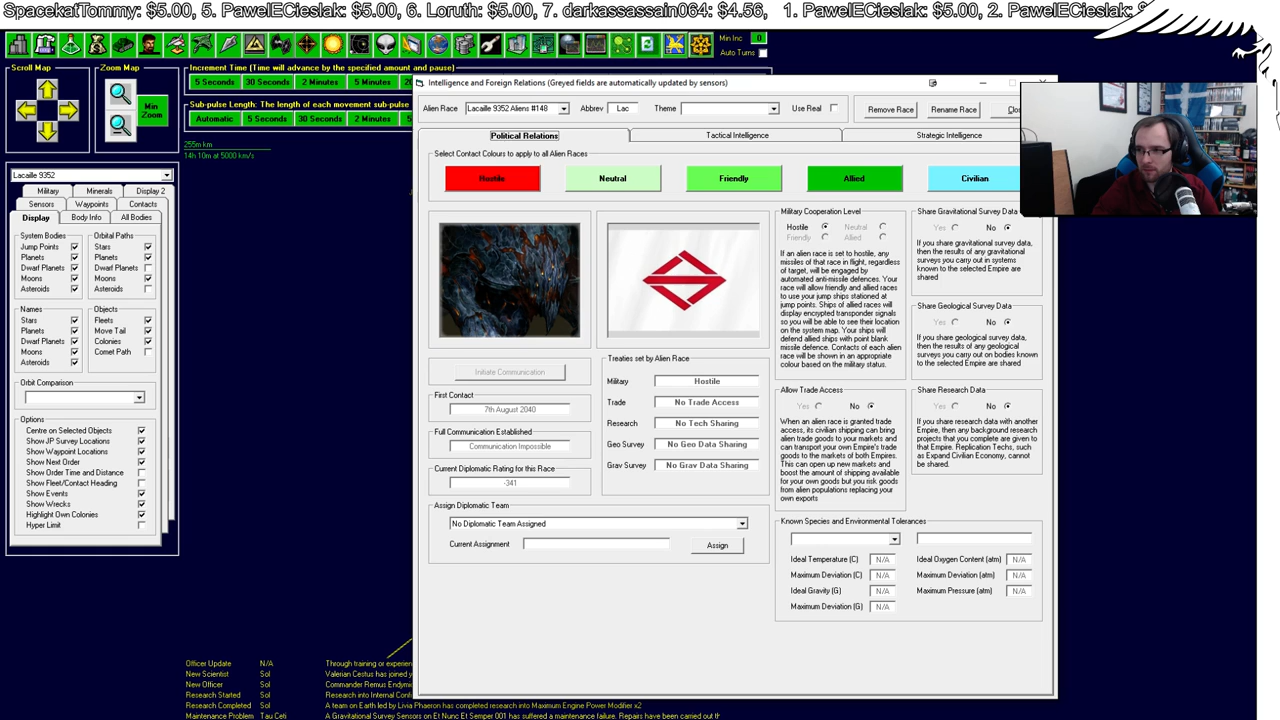 SpacekatTommy: $5.00, 5. PawelECieslak: $5.00, 6. Loruth: $5.00, 7. darkassassain064: $4.56, 1. PawelECieslak: $5.00, 2. PawelECieslak: $
Min Inc 0
Auto Turns
Scroll Map
Zoom Map
Min Zoom
Increment Time (Time will advance by the specified amount and pause)
5 Seconds 30 Seconds 2 Minutes 5 Minutes
Sub-pulse Length: The length of each movement sub-pulse
Automatic 5 Seconds 30 Seconds 2 Minutes
255m km
14h 10m at 5000 km/s
Lacaille 9352
Military Minerals Display 2
Sensors Waypoints Contacts
Display Body Info All Bodies
System Bodies
Jump Points
Planets
Dwarf Planets
Moons
Asteroids
Orbital Paths
Stars
Planets
Dwarf Planets
Moons
Asteroids
Names
Stars
Planets
Dwarf Planets
Moons
Asteroids
Objects
Fleets
Move Tail
Colonies
Comet Path
Orbit Comparison
Options
Centre on Selected Objects
Show JP Survey Locations
Show Waypoint Locations
Show Next Order
Show Order Time and Distance
Show Fleet/Contact Heading
Show Events
Show Wrecks
Highlight Own Colonies
Hyper Limit
Intelligence and Foreign Relations (Greyed fields are automatically updated by sensors)
Alien Race Lacaille 9352 Aliens #148 Abbrev Lac Theme Use Real Remove Race Rename Race
Political Relations Tactical Intelligence Strategic Intelligence
Select Contact Colours to apply to all Alien Races
Hostile Neutral Friendly Allied Civilian
Initiate Communication
First Contact
7th August 2040
Full Communication Established
Communication Impossible
Current Diplomatic Rating for this Race
-341
Treaties set by Alien Race
Military Hostile
Trade No Trade Access
Research No Tech Sharing
Geo Survey No Geo Data Sharing
Grav Survey No Grav Data Sharing
Assign Diplomatic Team
No Diplomatic Team Assigned
Current Assignment Assign
Military Cooperation Level
Hostile Neutral
Friendly Allied
If an alien race is set to hostile, any
missiles of that race in flight, regardless
of target, will be engaged by
automated anti-missile defences. Your
race will allow friendly and allied races
to use your jump ships stationed at
jump points. Ships of allied races will
display encrypted transponder signals
so you will be able to see their location
on the system map. Your ships will
defend allied ships with point blank
missile defence. Contacts of each alien
race will be shown in an appropriate
colour based on the military status.
Allow Trade Access
Yes No
When an alien race is granted trade
access, its civilian shipping can bring
alien trade goods to your markets and
can transport your own Empire's trade
goods to the markets of both Empires.
This can open up new markets and
boost the amount of shipping available
for your own goods but you risk goods
from alien populations replacing your
own exports
Share Gravitational Survey Data
Yes No
If you share gravitational survey data,
then the results of any gravitational
surveys you carry out in systems
known to the selected Empire are
shared
Share Geological Survey Data
Yes No
If you share geological survey data,
then the results of any geological
surveys you carry out on bodies known
to the selected Empire are shared
Share Research Data
Yes No
If you share research data with another
Empire, then any background research
projects that you complete are given to
that Empire. Replication Techs, such
as Expand Civilian Economy, cannot
be shared.
Known Species and Environmental Tolerances
Ideal Temperature (C) N/A Ideal Oxygen Content (atm) N/A
Maximum Deviation (C) N/A Maximum Deviation (atm) N/A
Ideal Gravity (G) N/A Maximum Pressure (atm) N/A
Maximum Deviation (G) N/A
Officer Update N/A Through training or experien
New Scientist Sol Valerian Cestus has joined y
New Officer Sol Commander Remus Endymi
Research Started Sol Research into Internal Conf
Research Completed Sol A team on Earth led by Livia Phaeron has completed research into Maximum Engine Power Modifier x2
Maintenance Problem Tau Ceti A Gravitational Survey Sensors on Et Nunc Et Semper 001 has suffered a maintenance failure. Repairs have been carried out th